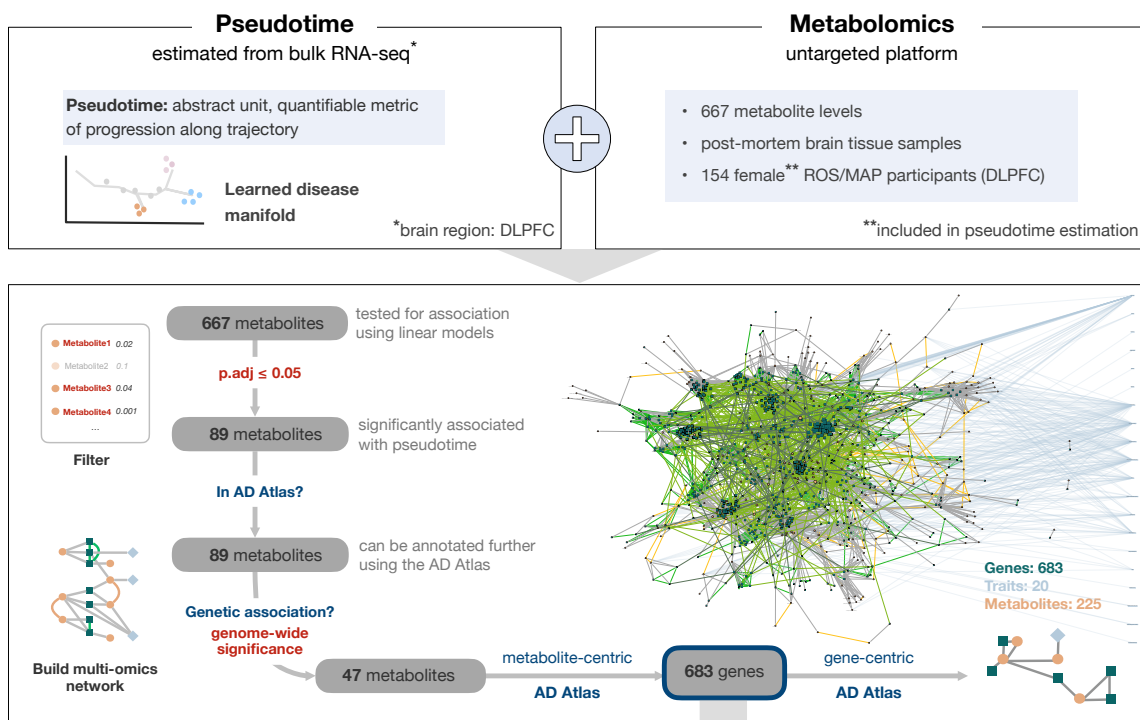 Pseudotime
estimated from bulk RNA-seq*
Pseudotime: abstract unit, quantifiable metric
of progression along trajectory
Learned disease
manifold
*brain region: DLPFC
Metabolomics
untargeted platform
• 667 metabolite levels
• post-mortem brain tissue samples
• 154 female** ROS/MAP participants (DLPFC)
**included in pseudotime estimation
Metabolite1 0.02
Metabolite2 0.1
Metabolite3 0.04
Metabolite4 0.001
...
Filter
667 metabolites
tested for association
using linear models
p.adj ≤ 0.05
89 metabolites
significantly associated
with pseudotime
In AD Atlas?
89 metabolites
can be annotated further
using the AD Atlas
Genetic association?
genome-wide
significance
Build multi-omics
network
47 metabolites
metabolite-centric
AD Atlas
683 genes
gene-centric
AD Atlas
Genes: 683
Traits: 20
Metabolites: 225